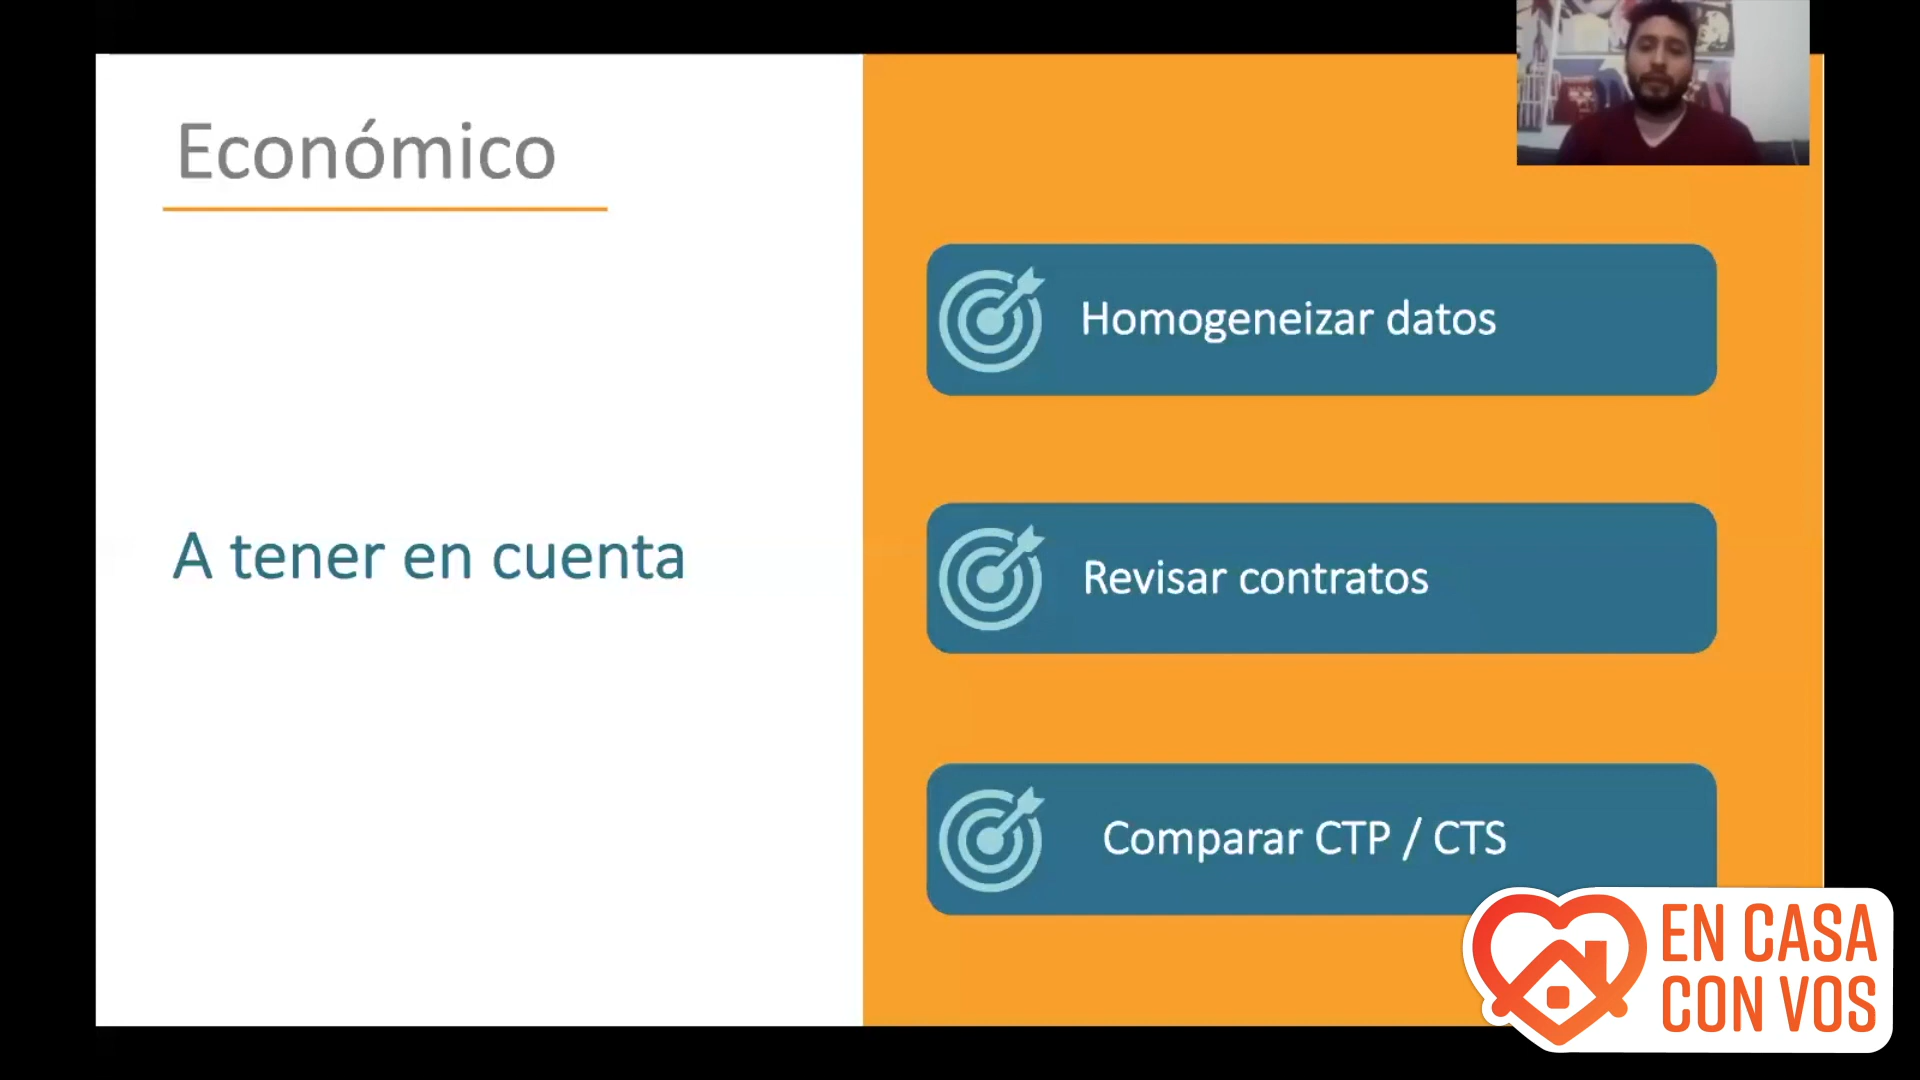 Económico
A tener en cuenta
Homogeneizar datos
Revisar contratos
Comparar CTP / CTS
EN CASA
CON VOS